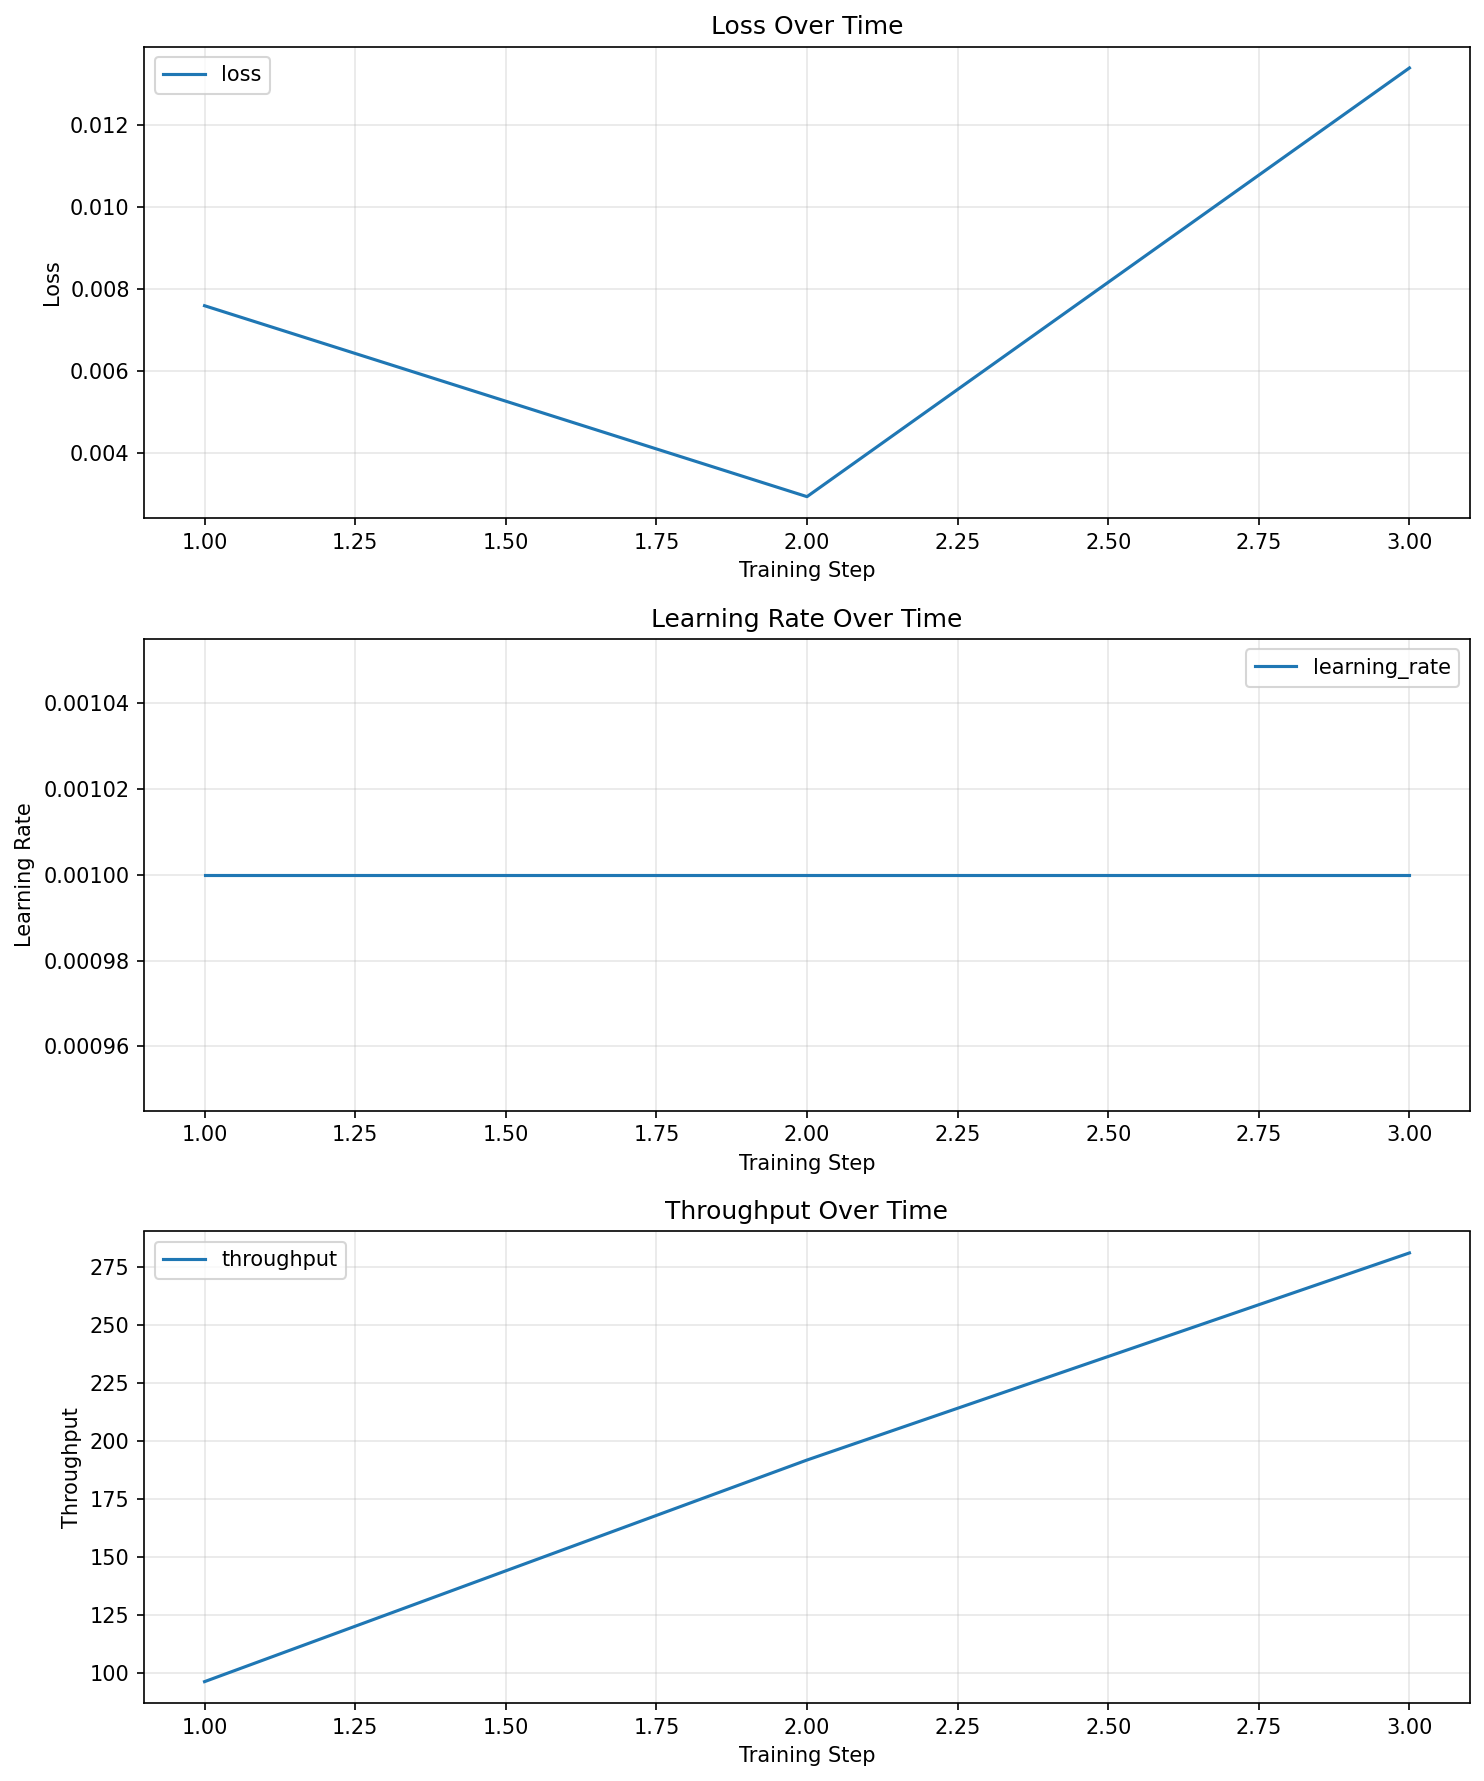 Loss Over Time
loss
0.012
0.010
0.008
0.006
0.004
Loss
1.00 1.25 1.50 1.75 2.00 2.25 2.50 2.75 3.00
Training Step
Learning Rate Over Time
learning_rate
0.00104
0.00102
0.00100
0.00098
0.00096
Learning Rate
1.00 1.25 1.50 1.75 2.00 2.25 2.50 2.75 3.00
Training Step
Throughput Over Time
throughput
275
250
225
200
175
150
125
100
Throughput
1.00 1.25 1.50 1.75 2.00 2.25 2.50 2.75 3.00
Training Step